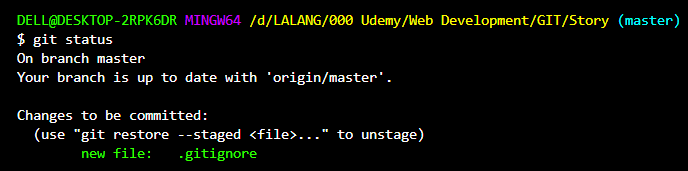 DELL@DESKTOP-2RPK6DR MINGW64 /d/LALANG/000 Udemy/Web Development/GIT/Story (master)
$ git status
On branch master
Your branch is up to date with 'origin/master'.

Changes to be committed:
  (use "git restore --staged <file>..." to unstage)
        new file:   .gitignore